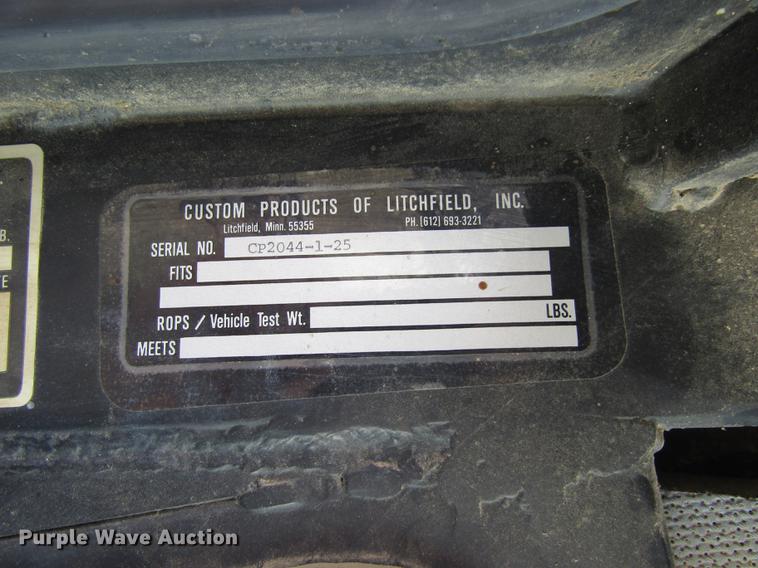 CUSTOM PRODUCTS OF LITCHFIELD, INC.
Litchfield, Minn. 55355 PH. (612) 693-3221
SERIAL NO. CP2044-1-25
FITS
ROPS / Vehicle Test Wt. LBS.
MEETS
B.
TE
Purple Wave Auction®